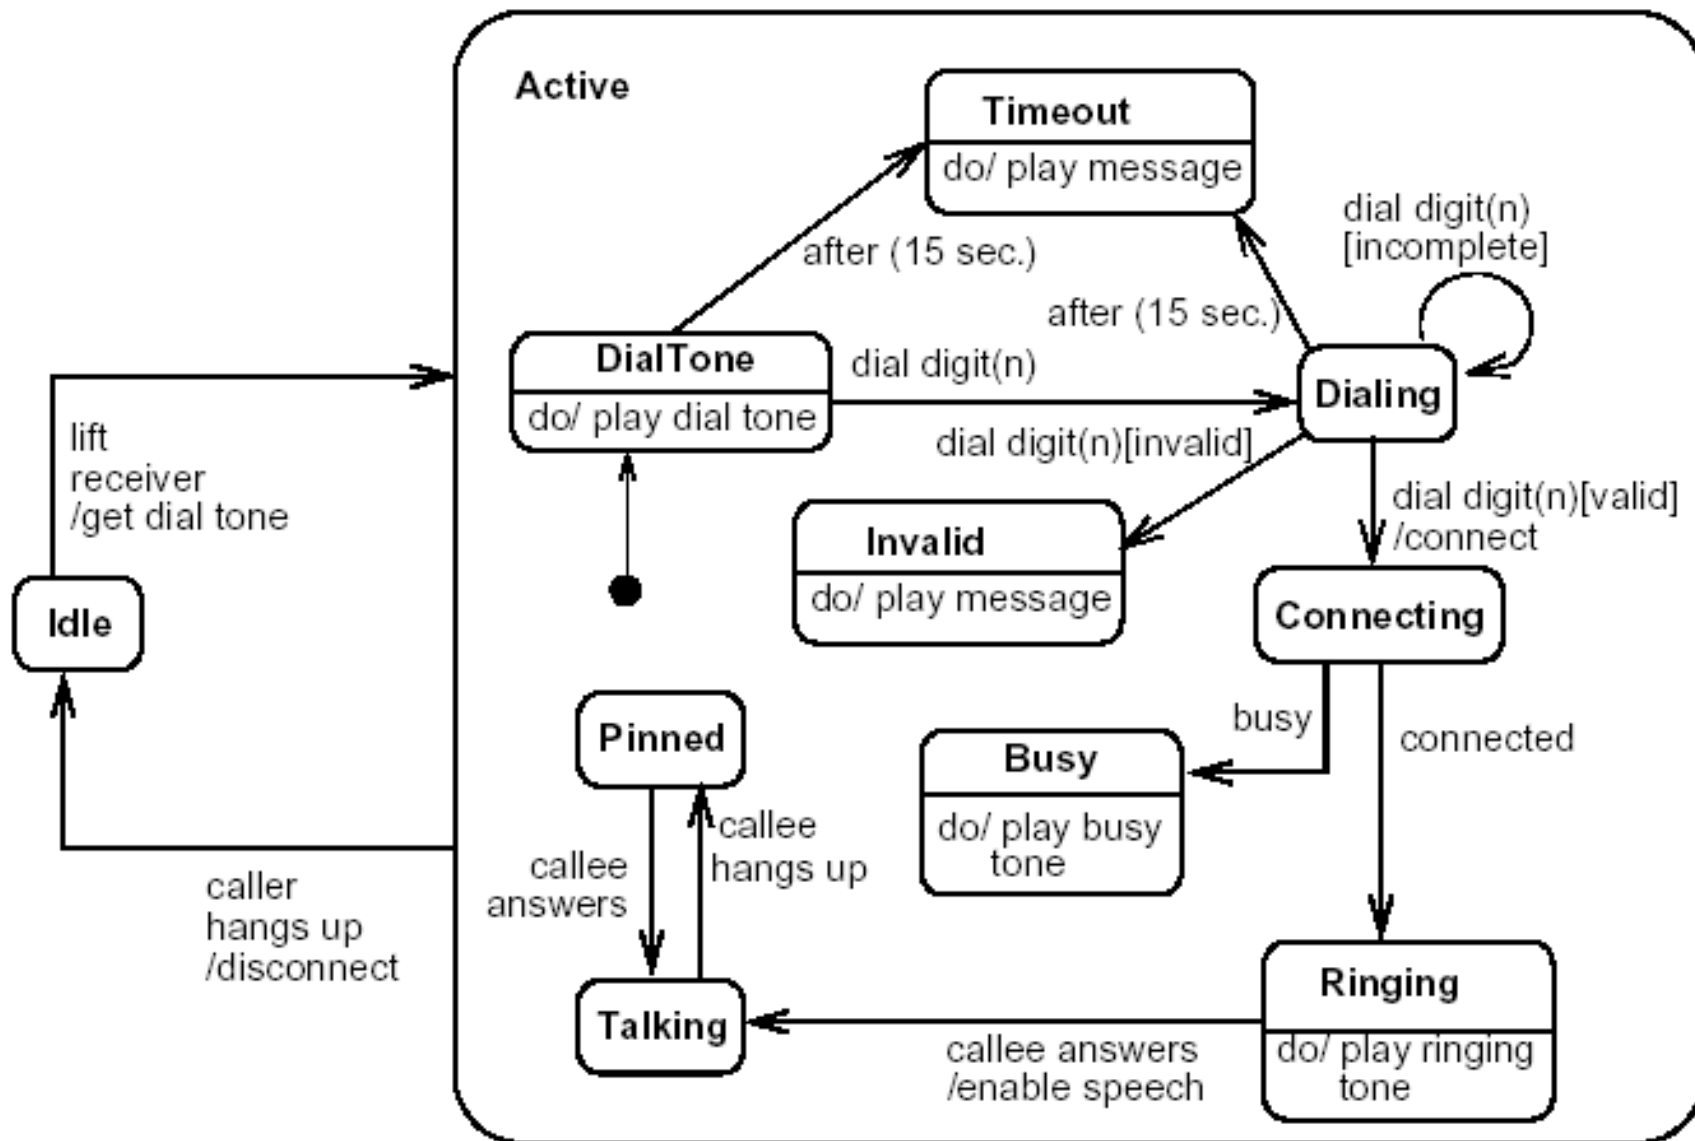 Active
Timeout
do/ play message
dial digit(n)
[incomplete]
after (15 sec.)
after (15 sec.)
DialTone
do/ play dial tone
dial digit(n)
Dialing
lift
receiver
/get dial tone
dial digit(n)[invalid]
dial digit(n)[valid]
/connect
Invalid
do/ play message
Idle
Connecting
Pinned
busy
connected
Busy
do/ play busy
tone
callee
hangs up
callee
answers
caller
hangs up
/disconnect
Talking
Ringing
do/ play ringing
tone
callee answers
/enable speech